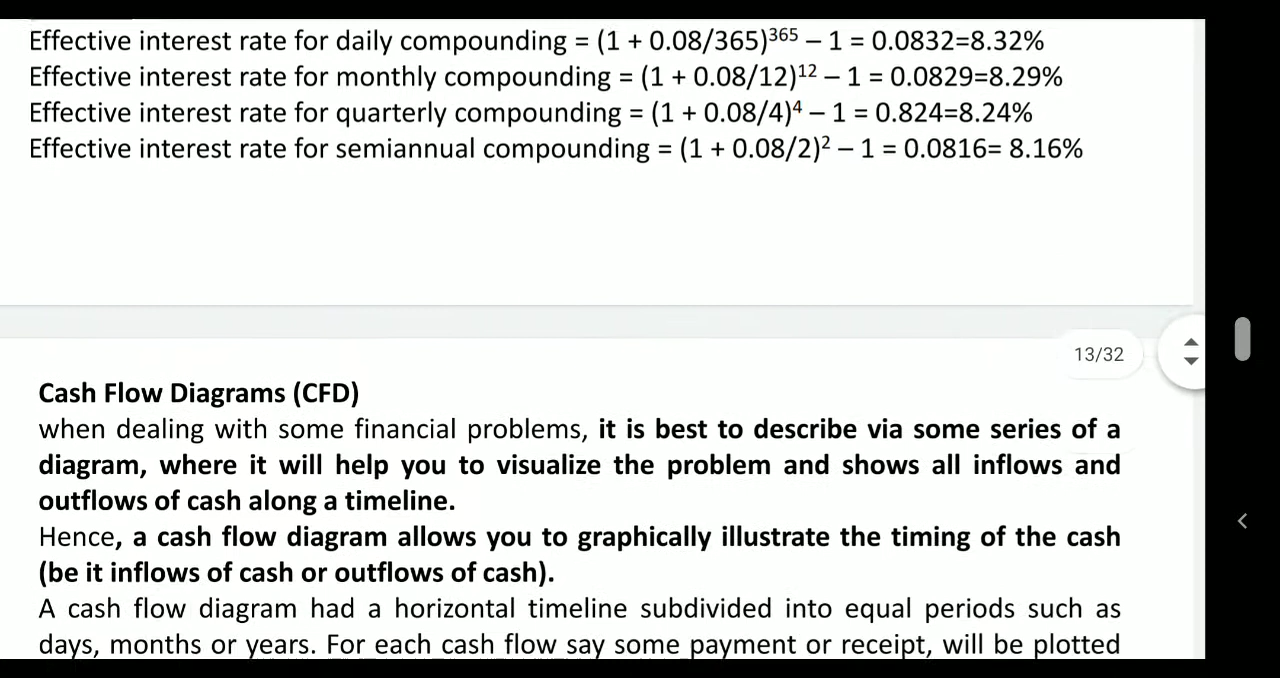 Effective interest rate for daily compounding = (1 + 0.08/365)³⁶⁵ – 1 = 0.0832=8.32%
Effective interest rate for monthly compounding = (1 + 0.08/12)¹² – 1 = 0.0829=8.29%
Effective interest rate for quarterly compounding = (1 + 0.08/4)⁴ – 1 = 0.824=8.24%
Effective interest rate for semiannual compounding = (1 + 0.08/2)² – 1 = 0.0816= 8.16%
13/32
Cash Flow Diagrams (CFD)
when dealing with some financial problems, it is best to describe via some series of a
diagram, where it will help you to visualize the problem and shows all inflows and
outflows of cash along a timeline.
Hence, a cash flow diagram allows you to graphically illustrate the timing of the cash
(be it inflows of cash or outflows of cash).
A cash flow diagram had a horizontal timeline subdivided into equal periods such as
days, months or years. For each cash flow say some payment or receipt, will be plotted